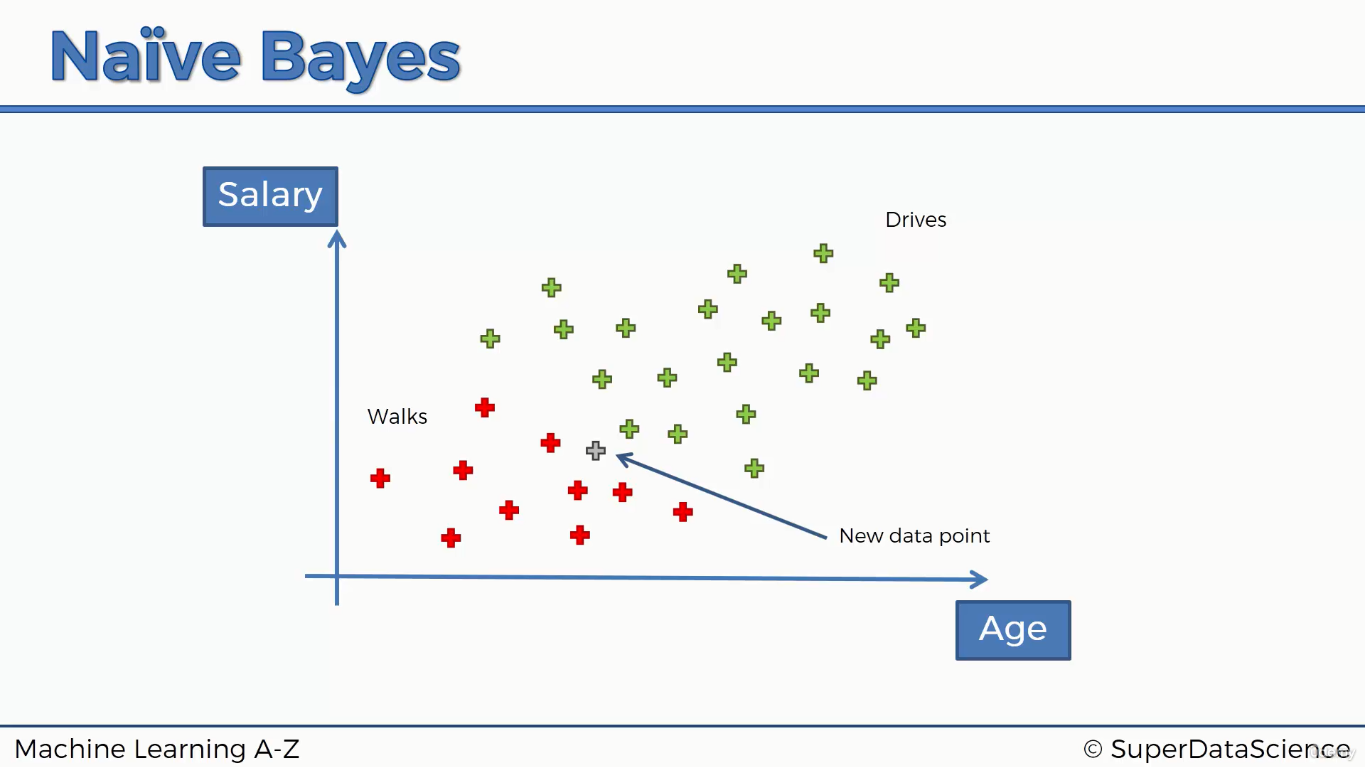 Naïve Bayes
Salary
Drives
Walks
New data point
Age
Machine Learning A-Z
© SuperDataScience